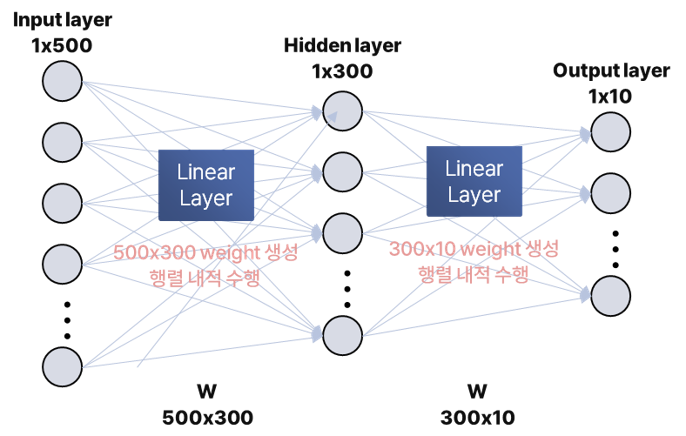 Input layer
1x500
Hidden layer
1x300
Output layer
1x10
Linear
Layer
Linear
Layer
500x300 weight 생성
행렬 내적 수행
300x10 weight 생성
행렬 내적 수행
W
500x300
W
300x10